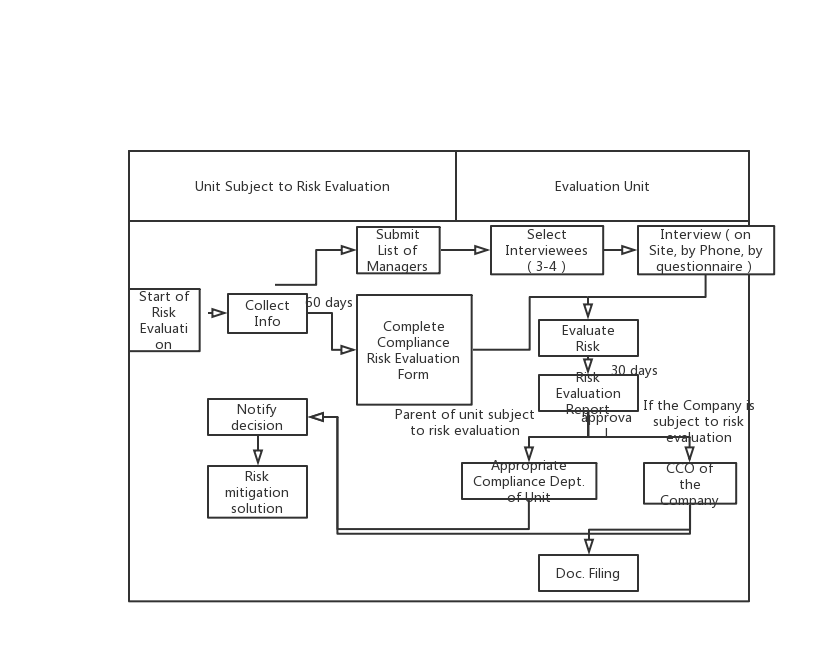 Unit Subject to Risk Evaluation
Evaluation Unit
Submit
List of
Managers
Select
Interviewees
( 3-4 )
Interview ( on
Site, by Phone, by
questionnaire )
Start of
Risk
Evaluati
on
Collect
Info
60 days
Complete
Compliance
Risk Evaluation
Form
Evaluate
Risk
30 days
Risk
Evaluation
Report
approva
l
If the Company is
subject to risk
evaluation
Parent of unit subject
to risk evaluation
Notify
decision
Risk
mitigation
solution
Appropriate
Compliance Dept.
of Unit
CCO of
the
Company
Doc. Filing